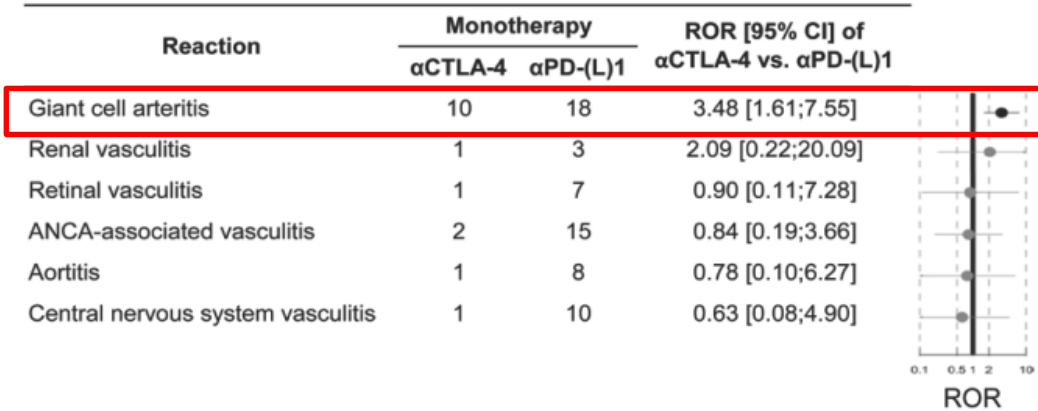 Reaction Monotherapy ROR [95% CI] of αCTLA-4 vs. αPD-(L)1
αCTLA-4 αPD-(L)1
Giant cell arteritis 10 18 3.48 [1.61;7.55]
Renal vasculitis 1 3 2.09 [0.22;20.09]
Retinal vasculitis 1 7 0.90 [0.11;7.28]
ANCA-associated vasculitis 2 15 0.84 [0.19;3.66]
Aortitis 1 8 0.78 [0.10;6.27]
Central nervous system vasculitis 1 10 0.63 [0.08;4.90]
0.1 0.5 1 2 10
ROR